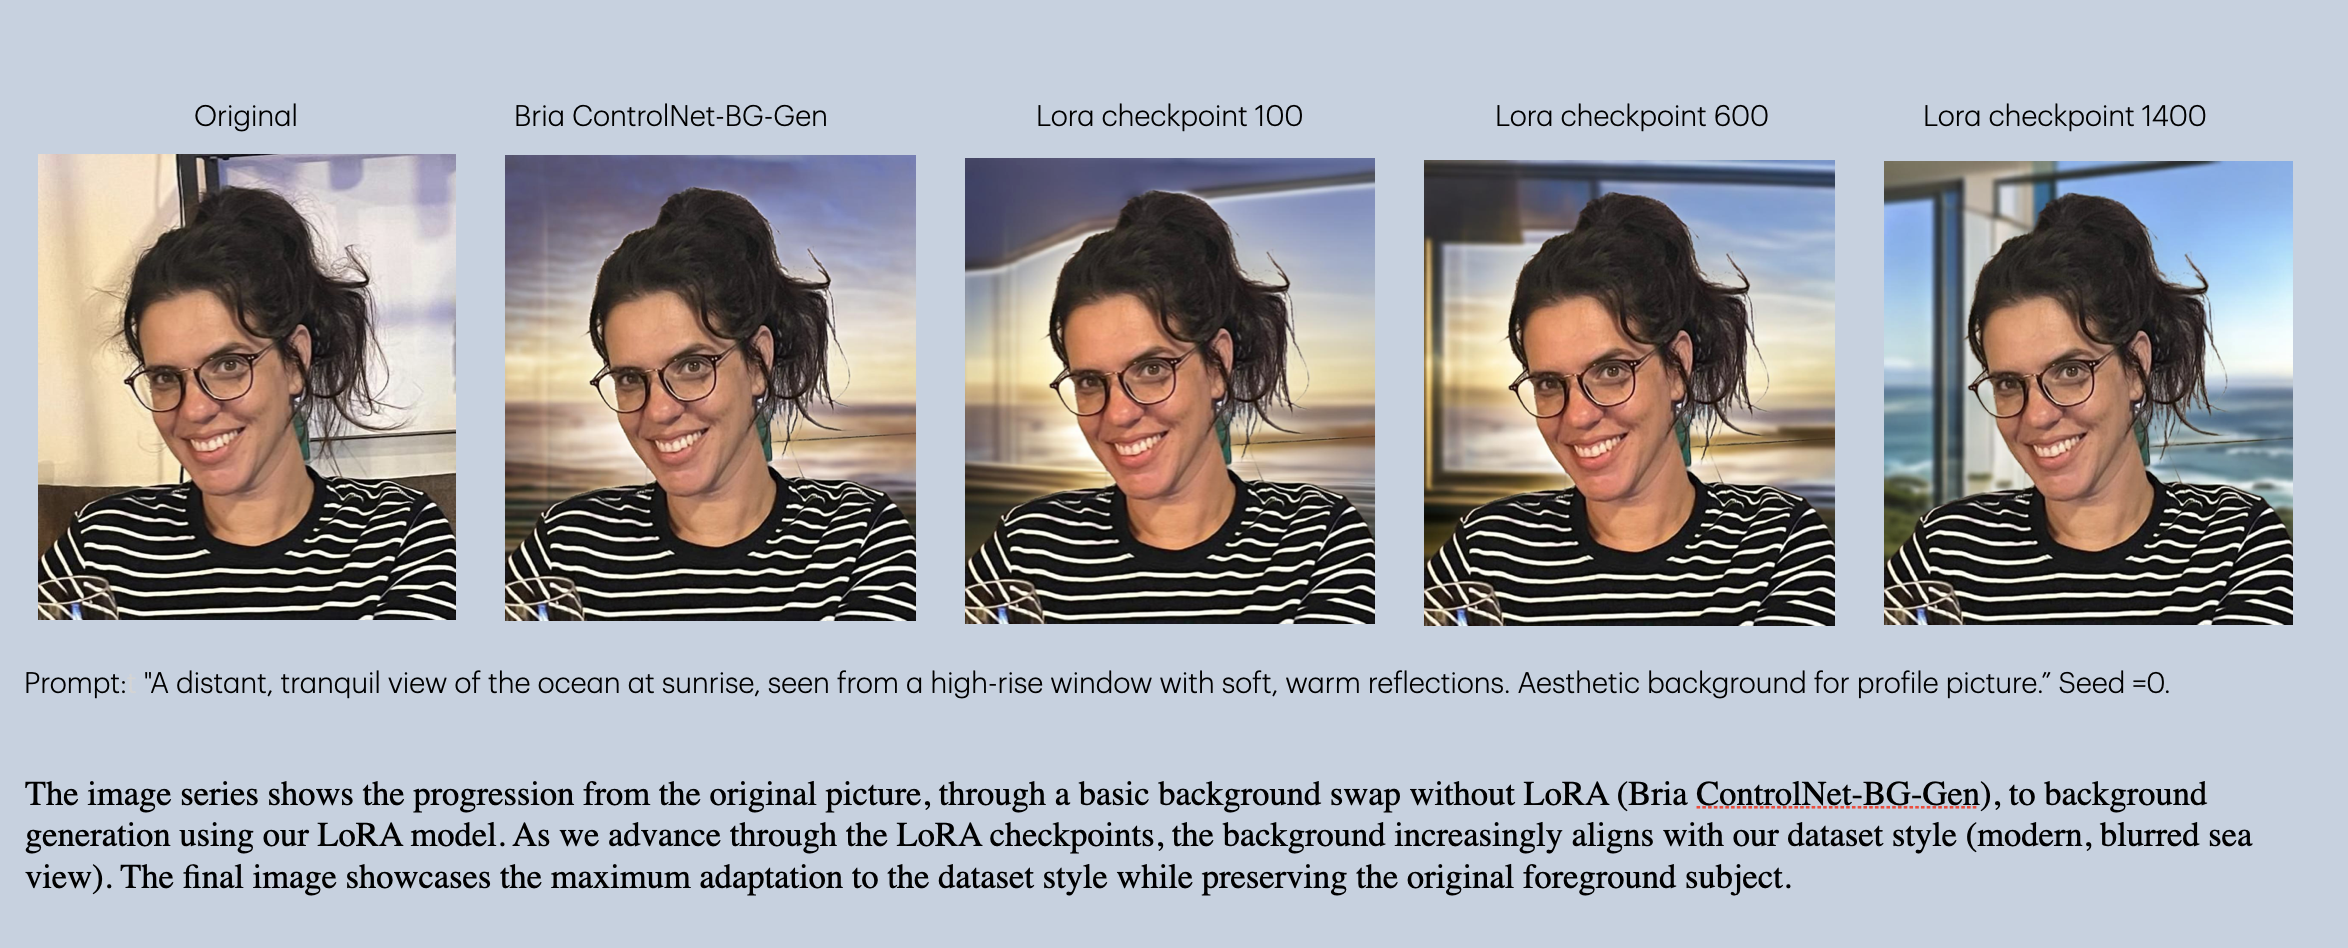 Original
Bria ControlNet-BG-Gen
Lora checkpoint 100
Lora checkpoint 600
Lora checkpoint 1400
Prompt: "A distant, tranquil view of the ocean at sunrise, seen from a high-rise window with soft, warm reflections. Aesthetic background for profile picture.” Seed =0.
The image series shows the progression from the original picture, through a basic background swap without LoRA (Bria ControlNet-BG-Gen), to background
generation using our LoRA model. As we advance through the LoRA checkpoints, the background increasingly aligns with our dataset style (modern, blurred sea
view). The final image showcases the maximum adaptation to the dataset style while preserving the original foreground subject.